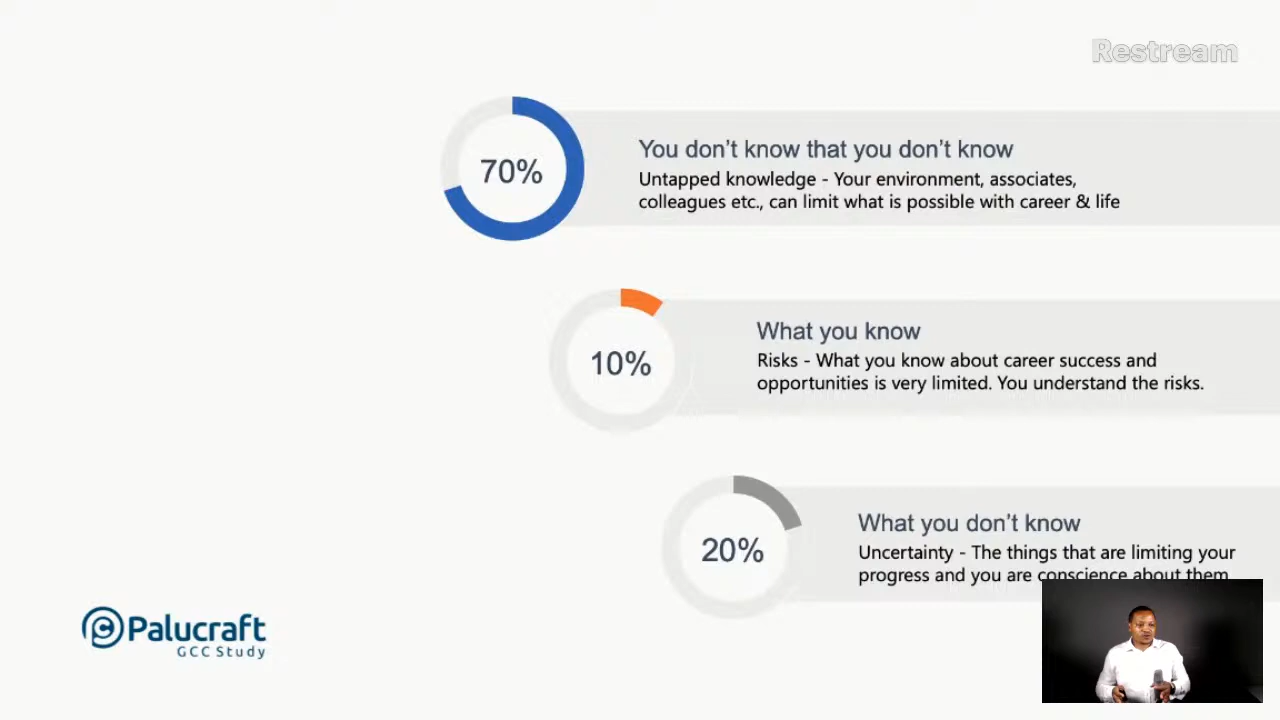 Restream
70%
You don't know that you don't know
Untapped knowledge - Your environment, associates,
colleagues etc., can limit what is possible with career & life
10%
What you know
Risks - What you know about career success and
opportunities is very limited. You understand the risks.
20%
What you don't know
Uncertainty - The things that are limiting your
progress and you are conscience about them
Palucraft
GCC Study